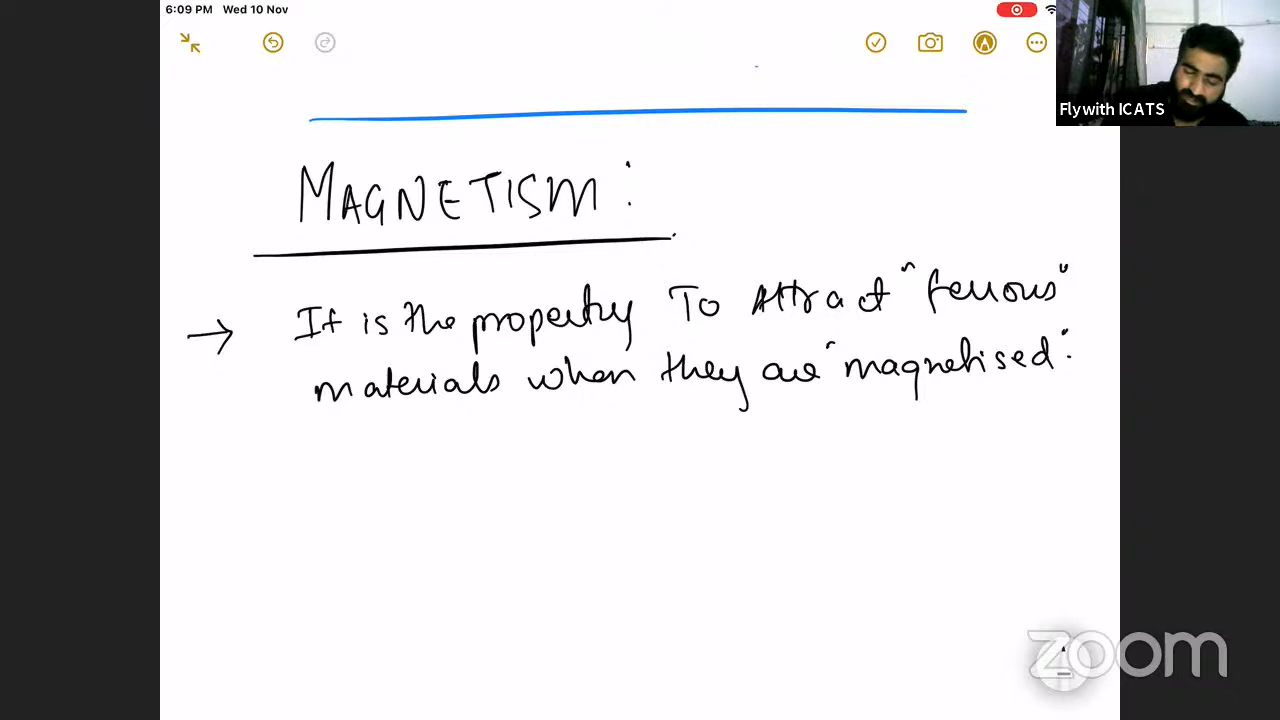 6:09 PM Wed 10 Nov
Flywith ICATS
MAGNETISM:
→ It is the property To Attract "ferrous"
materials when they are "magnetised."
zoom